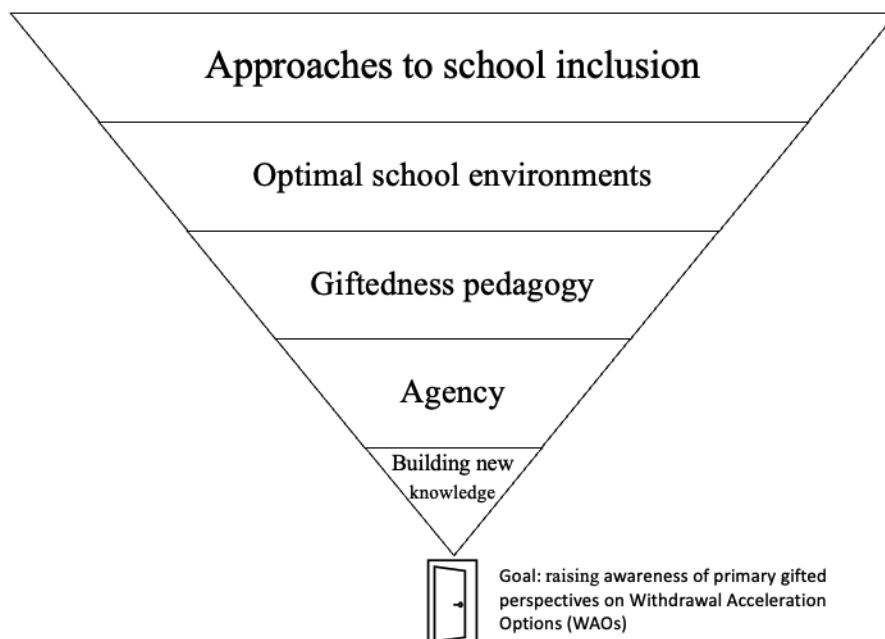 Approaches to school inclusion
Optimal school environments
Giftedness pedagogy
Agency
Building new
knowledge
Goal: raising awareness of primary gifted
perspectives on Withdrawal Acceleration
Options (WAOs)